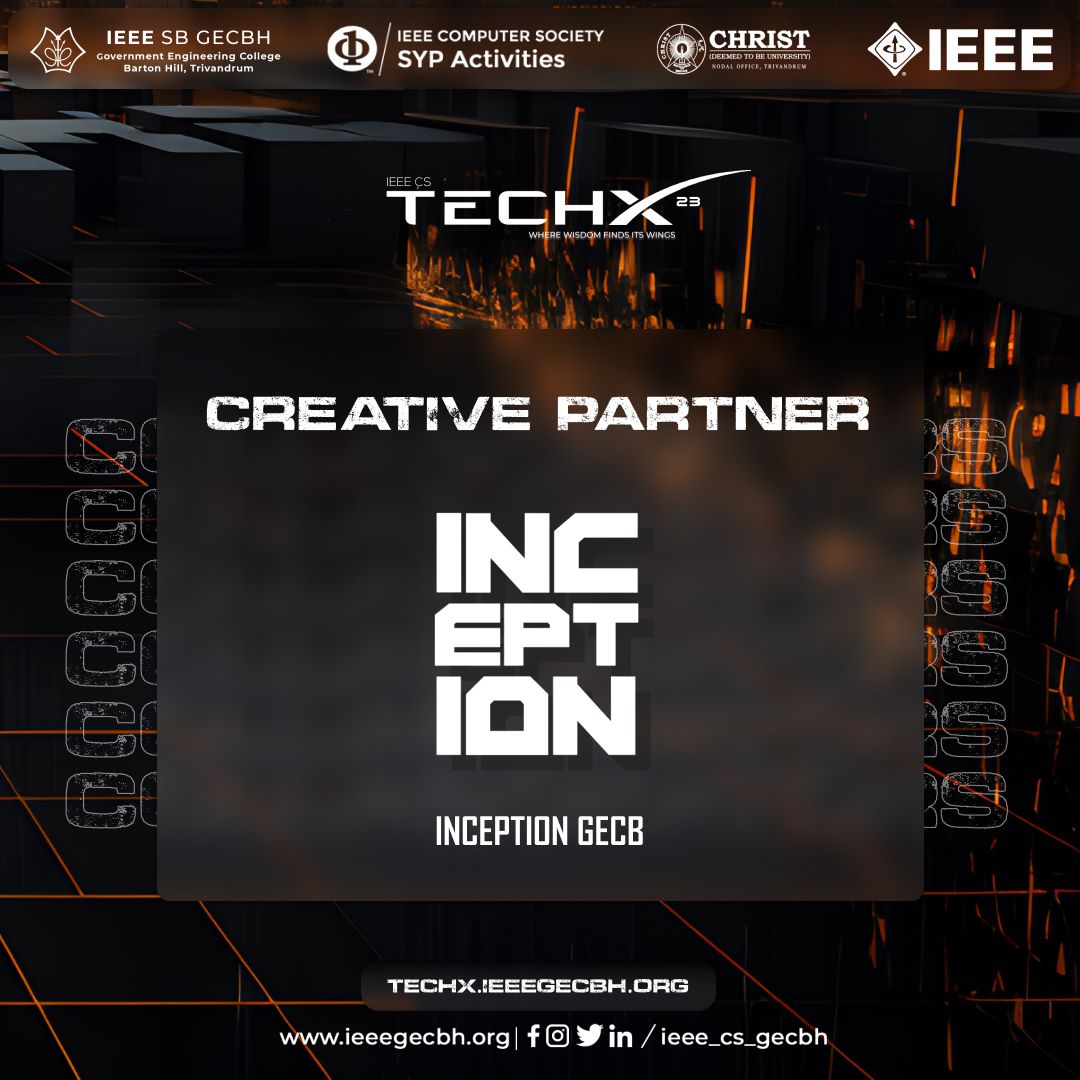 IEEE SB GECBH
Government Engineering College
Barton Hill, Trivandrum
IEEE COMPUTER SOCIETY
SYP Activities
CHRIST
(DEEMED TO BE UNIVERSITY)
NODAL OFFICE, TRIVANDRUM
IEEE
IEEE CS
TECHX 23
WHERE WISDOM FINDS ITS WINGS
CREATIVE PARTNER
INC
EPT
ION
INCEPTION GECB
TECHX.IEEEGECBH.ORG
www.ieeegecbh.org| /ieee_cs_gecbh